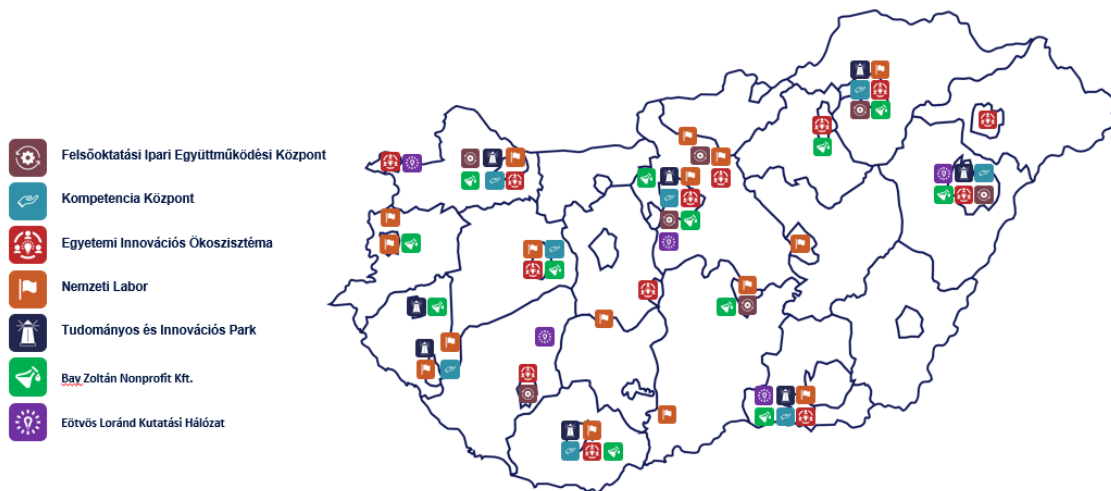 Felsőoktatási Ipari Együttműködési Központ
Kompetencia Központ
Egyetemi Innovációs Ökoszisztéma
Nemzeti Labor
Tudományos és Innovációs Park
Bay Zoltán Nonprofit Kft.
Eötvös Loránd Kutatási Hálózat